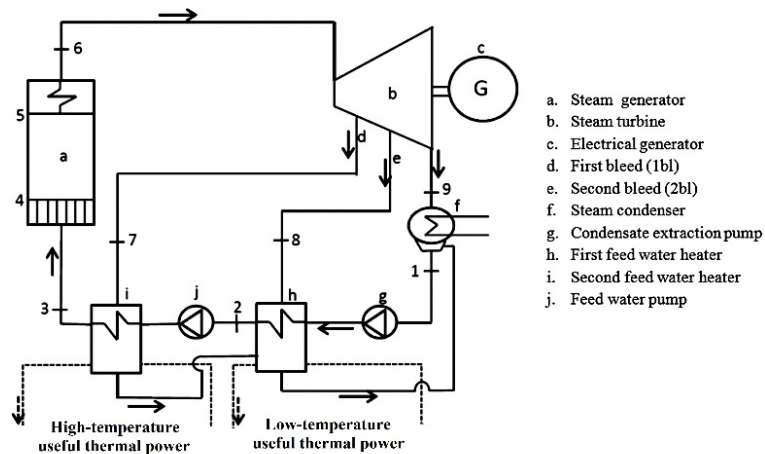 6
c
G
b
a. Steam generator
b. Steam turbine
c. Electrical generator
d. First bleed (1bl)
e. Second bleed (2bl)
f. Steam condenser
g. Condensate extraction pump
h. First feed water heater
i. Second feed water heater
j. Feed water pump
5
a
4
d
e
9
f
7
8
1
3
i
j
2
h
g
High-temperature
useful thermal power
Low-temperature
useful thermal power